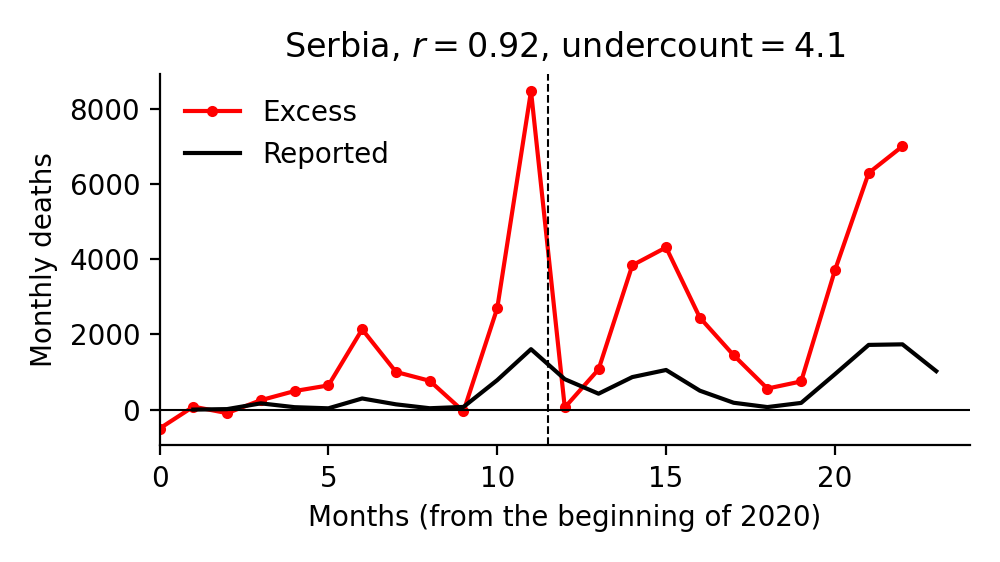 Serbia, r = 0.92, undercount = 4.1
Excess
Reported
Monthly deaths
8000
6000
4000
2000
0
0 5 10 15 20
Months (from the beginning of 2020)